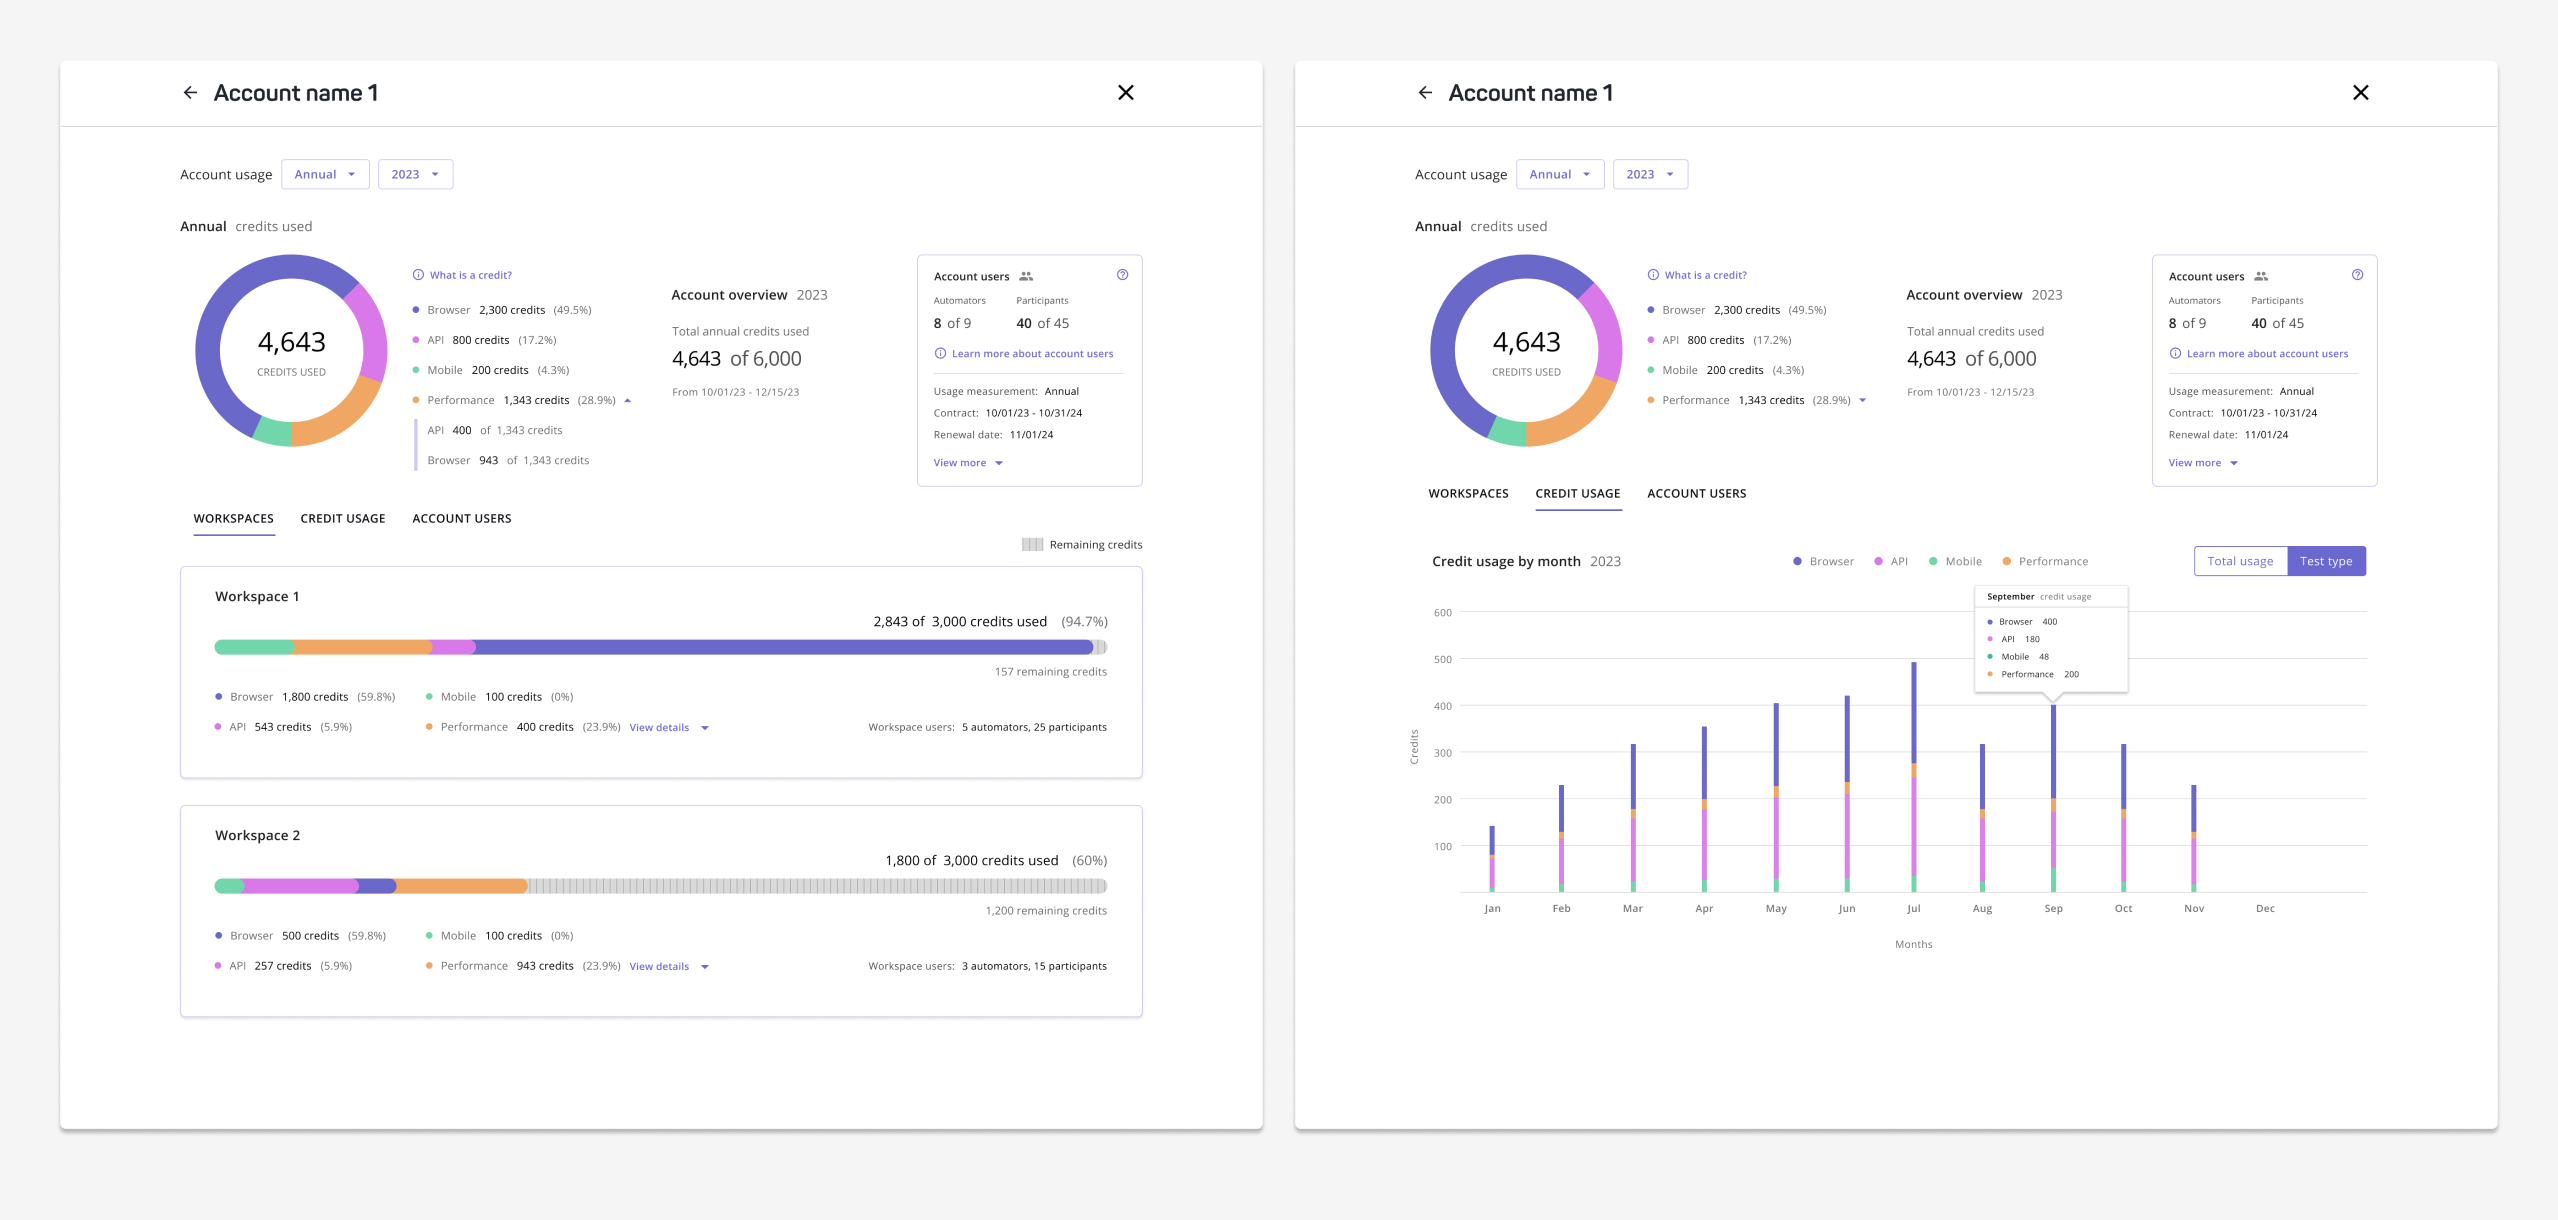 Account name 1
Account usage Annual 2023
Annual credits used
4,643
CREDITS USED
What is a credit?
Browser 2,300 credits (49.5%)
API 800 credits (17.2%)
Mobile 200 credits (4.3%)
Performance 1,343 credits (28.9%)
API 400 of 1,343 credits
Browser 943 of 1,343 credits
Account overview 2023
Total annual credits used
4,643 of 6,000
From 10/01/23 - 12/15/23
Account users
Automators Participants
8 of 9 40 of 45
Learn more about account users
Usage measurement: Annual
Contract: 10/01/23 - 10/31/24
Renewal date: 11/01/24
View more
WORKSPACES CREDIT USAGE ACCOUNT USERS
Remaining credits
Workspace 1
2,843 of 3,000 credits used (94.7%)
157 remaining credits
Browser 1,800 credits (59.8%) Mobile 100 credits (0%)
API 543 credits (5.9%) Performance 400 credits (23.9%) View details Workspace users: 5 automators, 25 participants
Workspace 2
1,800 of 3,000 credits used (60%)
1,200 remaining credits
Browser 500 credits (59.8%) Mobile 100 credits (0%)
API 257 credits (5.9%) Performance 943 credits (23.9%) View details Workspace users: 3 automators, 15 participants
Account name 1
Account usage Annual 2023
Annual credits used
4,643
CREDITS USED
What is a credit?
Browser 2,300 credits (49.5%)
API 800 credits (17.2%)
Mobile 200 credits (4.3%)
Performance 1,343 credits (28.9%)
Account overview 2023
Total annual credits used
4,643 of 6,000
From 10/01/23 - 12/15/23
Account users
Automators Participants
8 of 9 40 of 45
Learn more about account users
Usage measurement: Annual
Contract: 10/01/23 - 10/31/24
Renewal date: 11/01/24
View more
WORKSPACES CREDIT USAGE ACCOUNT USERS
Credit usage by month 2023 Browser API Mobile Performance Total usage Test type
September credit usage
Browser 400
API 180
Mobile 48
Performance 200
600
500
400
300
200
100
Credits
Jan Feb Mar Apr May Jun Jul Aug Sep Oct Nov Dec
Months